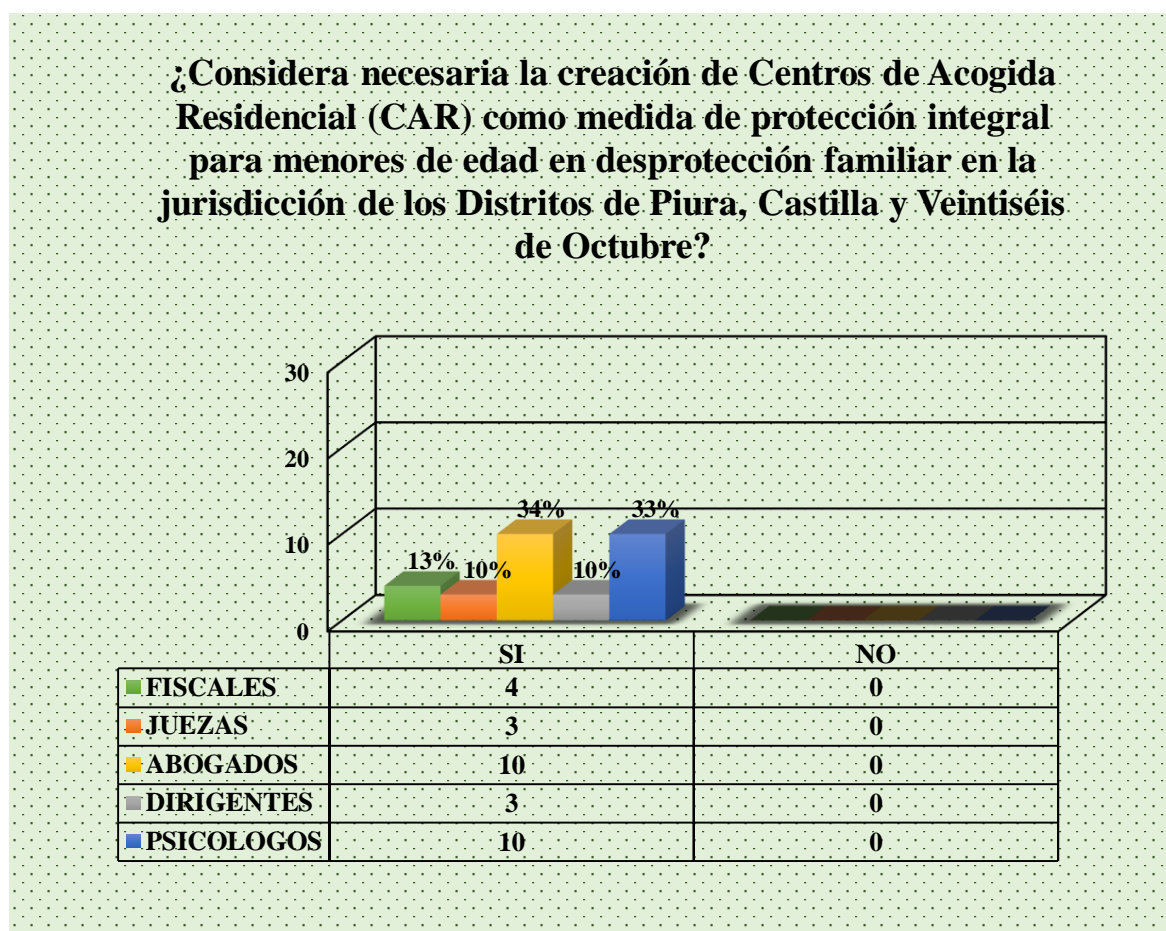 ¿Considera necesaria la creación de Centros de Acogida
Residencial (CAR) como medida de protección integral
para menores de edad en desprotección familiar en la
jurisdicción de los Distritos de Piura, Castilla y Veintiséis
de Octubre?
30
20
10
0
13% 10% 34% 10% 33%
SI NO
FISCALES 4 0
JUEZAS 3 0
ABOGADOS 10 0
DIRIGENTES 3 0
PSICOLOGOS 10 0